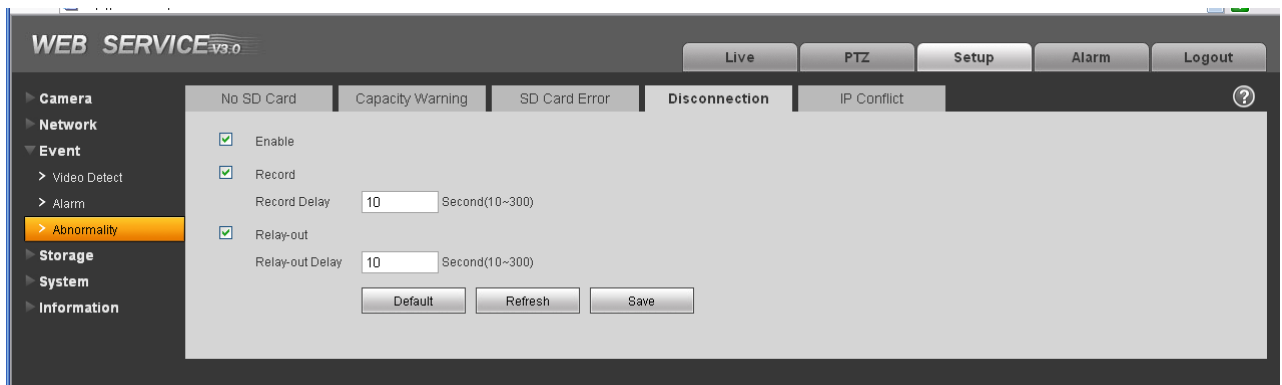 WEB SERVICE V3.0
Live PTZ Setup Alarm Logout
No SD Card Capacity Warning SD Card Error Disconnection IP Conflict ?
Camera
Network
Event
> Video Detect
> Alarm
> Abnormality
Storage
System
Information
Enable
Record
Record Delay 10 Second(10~300)
Relay-out
Relay-out Delay 10 Second(10~300)
Default Refresh Save